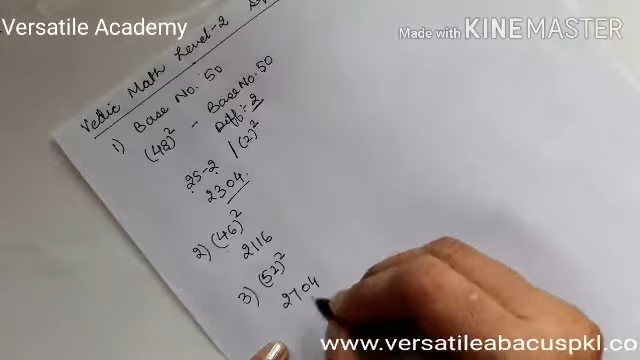 Versatile Academy
Made with KINEMASTER
Vedic Math Level-2
Base No: 50
1) (48)² - Base No: 50
Diff: 2
25-2 / (2)²
2304.
2) (46)²
2116
3) (52)²
2704
www.versatileabacuspkl.co